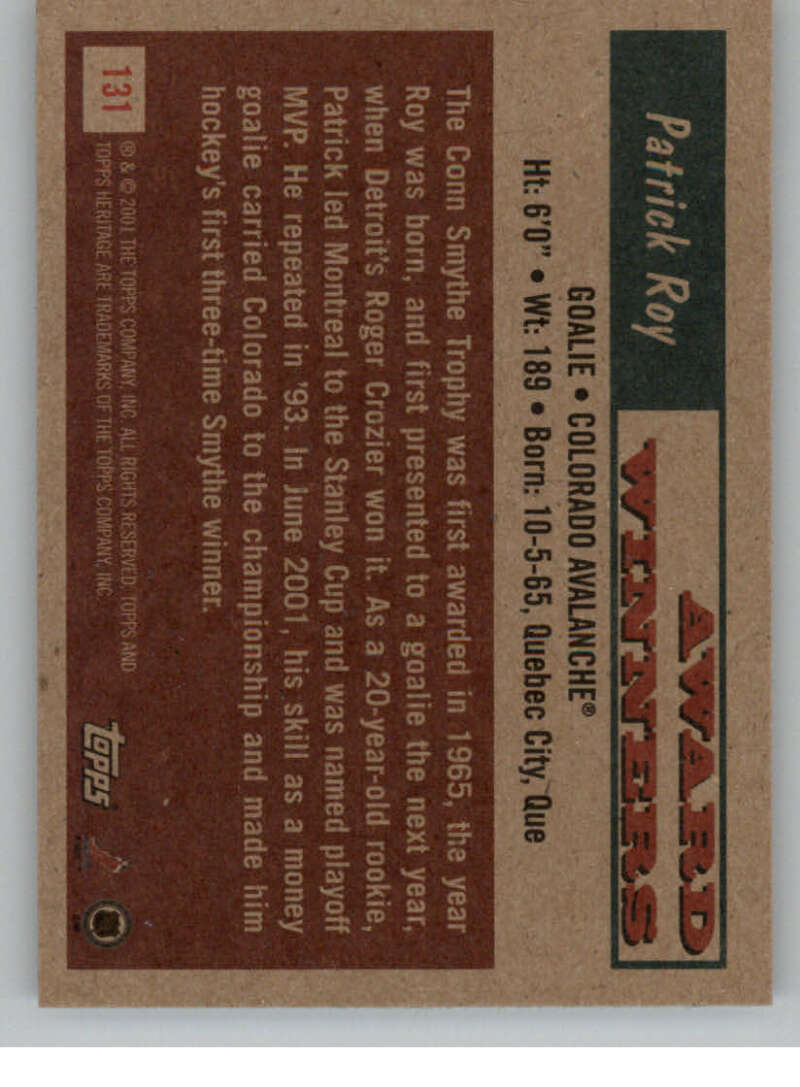 Patrick Roy
AWARD
WINNERS
GOALIE • COLORADO AVALANCHE®
Ht: 6'0" • Wt: 189 • Born: 10-5-65, Quebec City, Que
The Conn Smythe Trophy was first awarded in 1965, the year
Roy was born, and first presented to a goalie the next year,
when Detroit's Roger Crozier won it. As a 20-year-old rookie,
Patrick led Montreal to the Stanley Cup and was named playoff
MVP. He repeated in '93. In June 2001, his skill as a money
goalie carried Colorado to the championship and made him
hockey's first three-time Smythe winner.
131
® & © 2001 THE TOPPS COMPANY, INC. ALL RIGHTS RESERVED. TOPPS AND
TOPPS HERITAGE ARE TRADEMARKS OF THE TOPPS COMPANY, INC.
topps